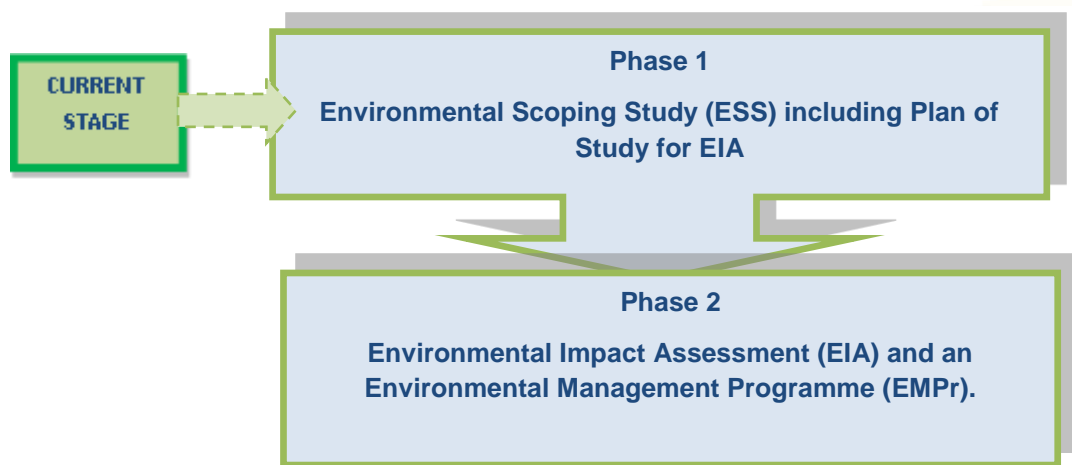 CURRENT
STAGE
Phase 1
Environmental Scoping Study (ESS) including Plan of
Study for EIA
Phase 2
Environmental Impact Assessment (EIA) and an
Environmental Management Programme (EMPr).